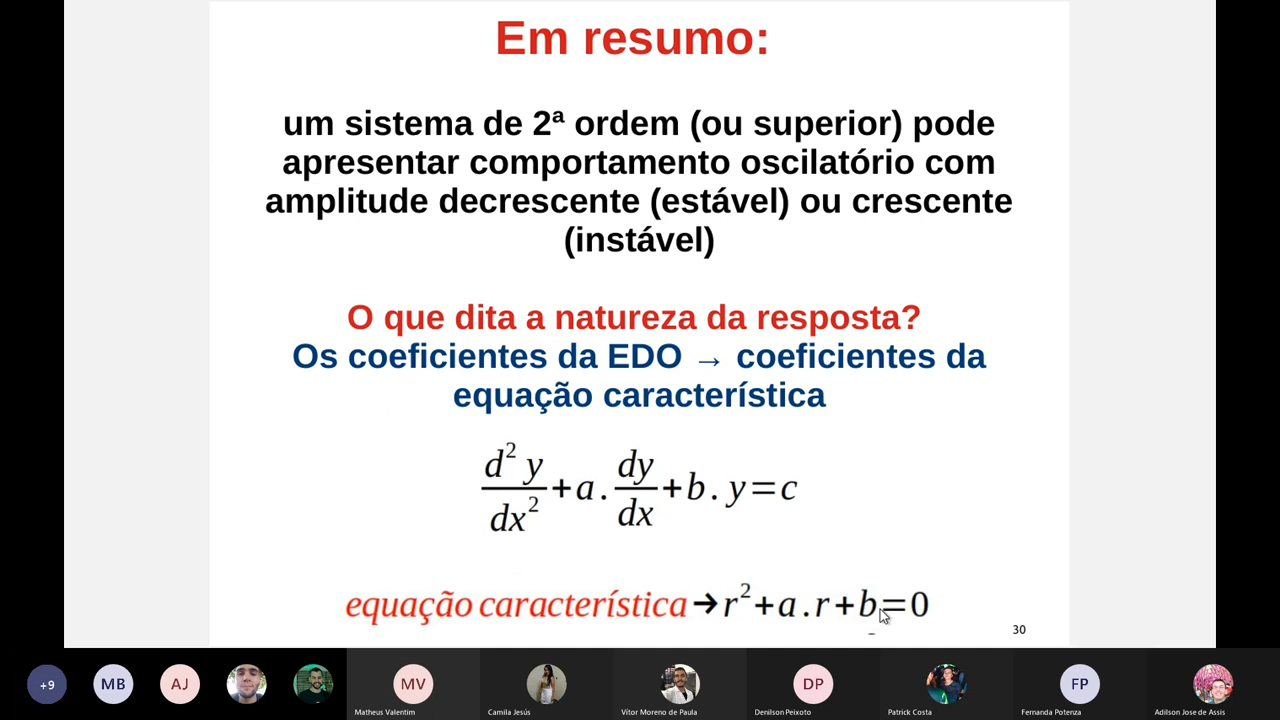 Em resumo:
um sistema de 2ª ordem (ou superior) pode
apresentar comportamento oscilatório com
amplitude decrescente (estável) ou crescente
(instável)
O que dita a natureza da resposta?
Os coeficientes da EDO → coeficientes da
equação característica
d² y/dx² + a . dy/dx + b . y = c
equação característica → r² + a . r + b = 0
30
+9 MB AJ MV DP FP
Matheus Valentim Camila Jesús Vítor Moreno de Paula Denilson Peixoto Patrick Costa Fernanda Potenza Adilson Jose de Assis